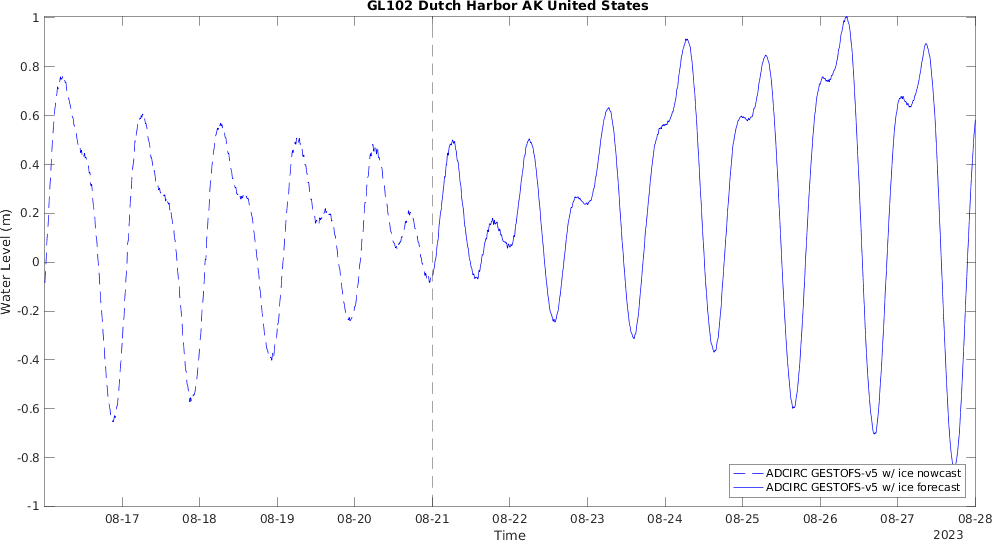 GL102 Dutch Harbor AK United States
1
0.8
0.6
0.4
0.2
0
-0.2
-0.4
-0.6
-0.8
-1
Water Level (m)
ADCIRC GESTOFS-v5 w/ ice nowcast
ADCIRC GESTOFS-v5 w/ ice forecast
08-17 08-18 08-19 08-20 08-21 08-22 08-23 08-24 08-25 08-26 08-27 08-28
Time
2023